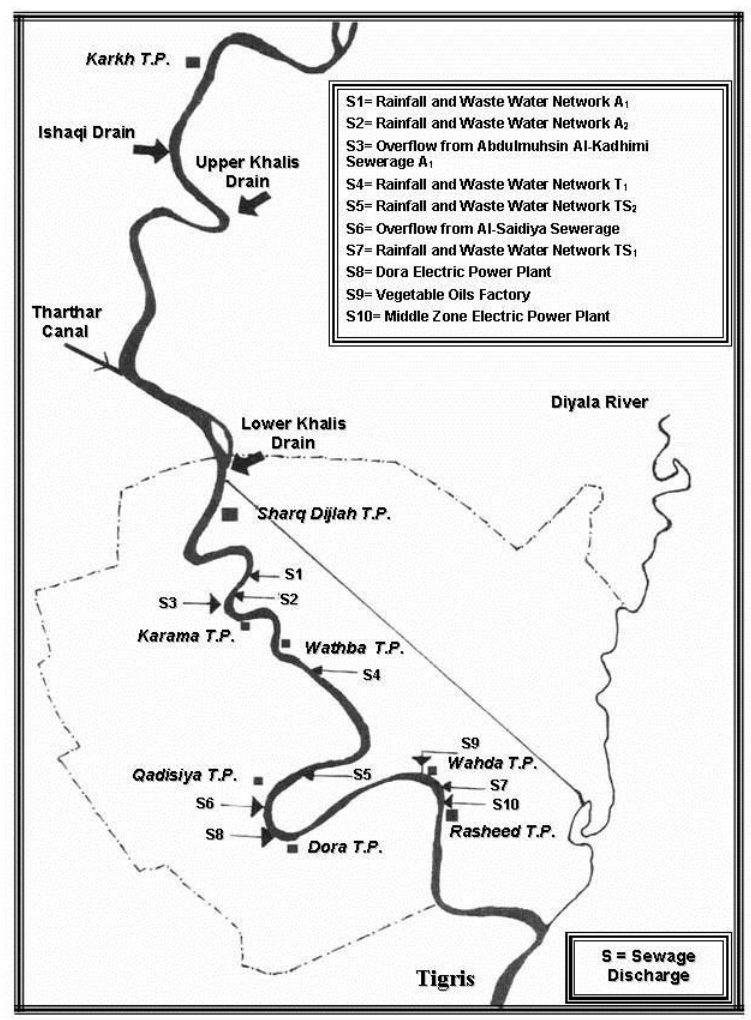 Karkh T.P.
S1= Rainfall and Waste Water Network A₁
S2= Rainfall and Waste Water Network A₂
S3= Overflow from Abdulmuhsin Al-Kadhimi
Sewerage A₁
S4= Rainfall and Waste Water Network T₁
S5= Rainfall and Waste Water Network TS₂
S6= Overflow from Al-Saidiya Sewerage
S7= Rainfall and Waste Water Network TS₁
S8= Dora Electric Power Plant
S9= Vegetable Oils Factory
S10= Middle Zone Electric Power Plant
Ishaqi Drain
Upper Khalis
Drain
Tharthar
Canal
Diyala River
Lower Khalis
Drain
Sharq Dijlah T.P.
S1
S2
S3
Karama T.P.
Wathba T.P.
S4
S9
Wahda T.P.
Qadisiya T.P.
S5
S7
S6
S10
Rasheed T.P.
S8
Dora T.P.
S = Sewage
Discharge
Tigris